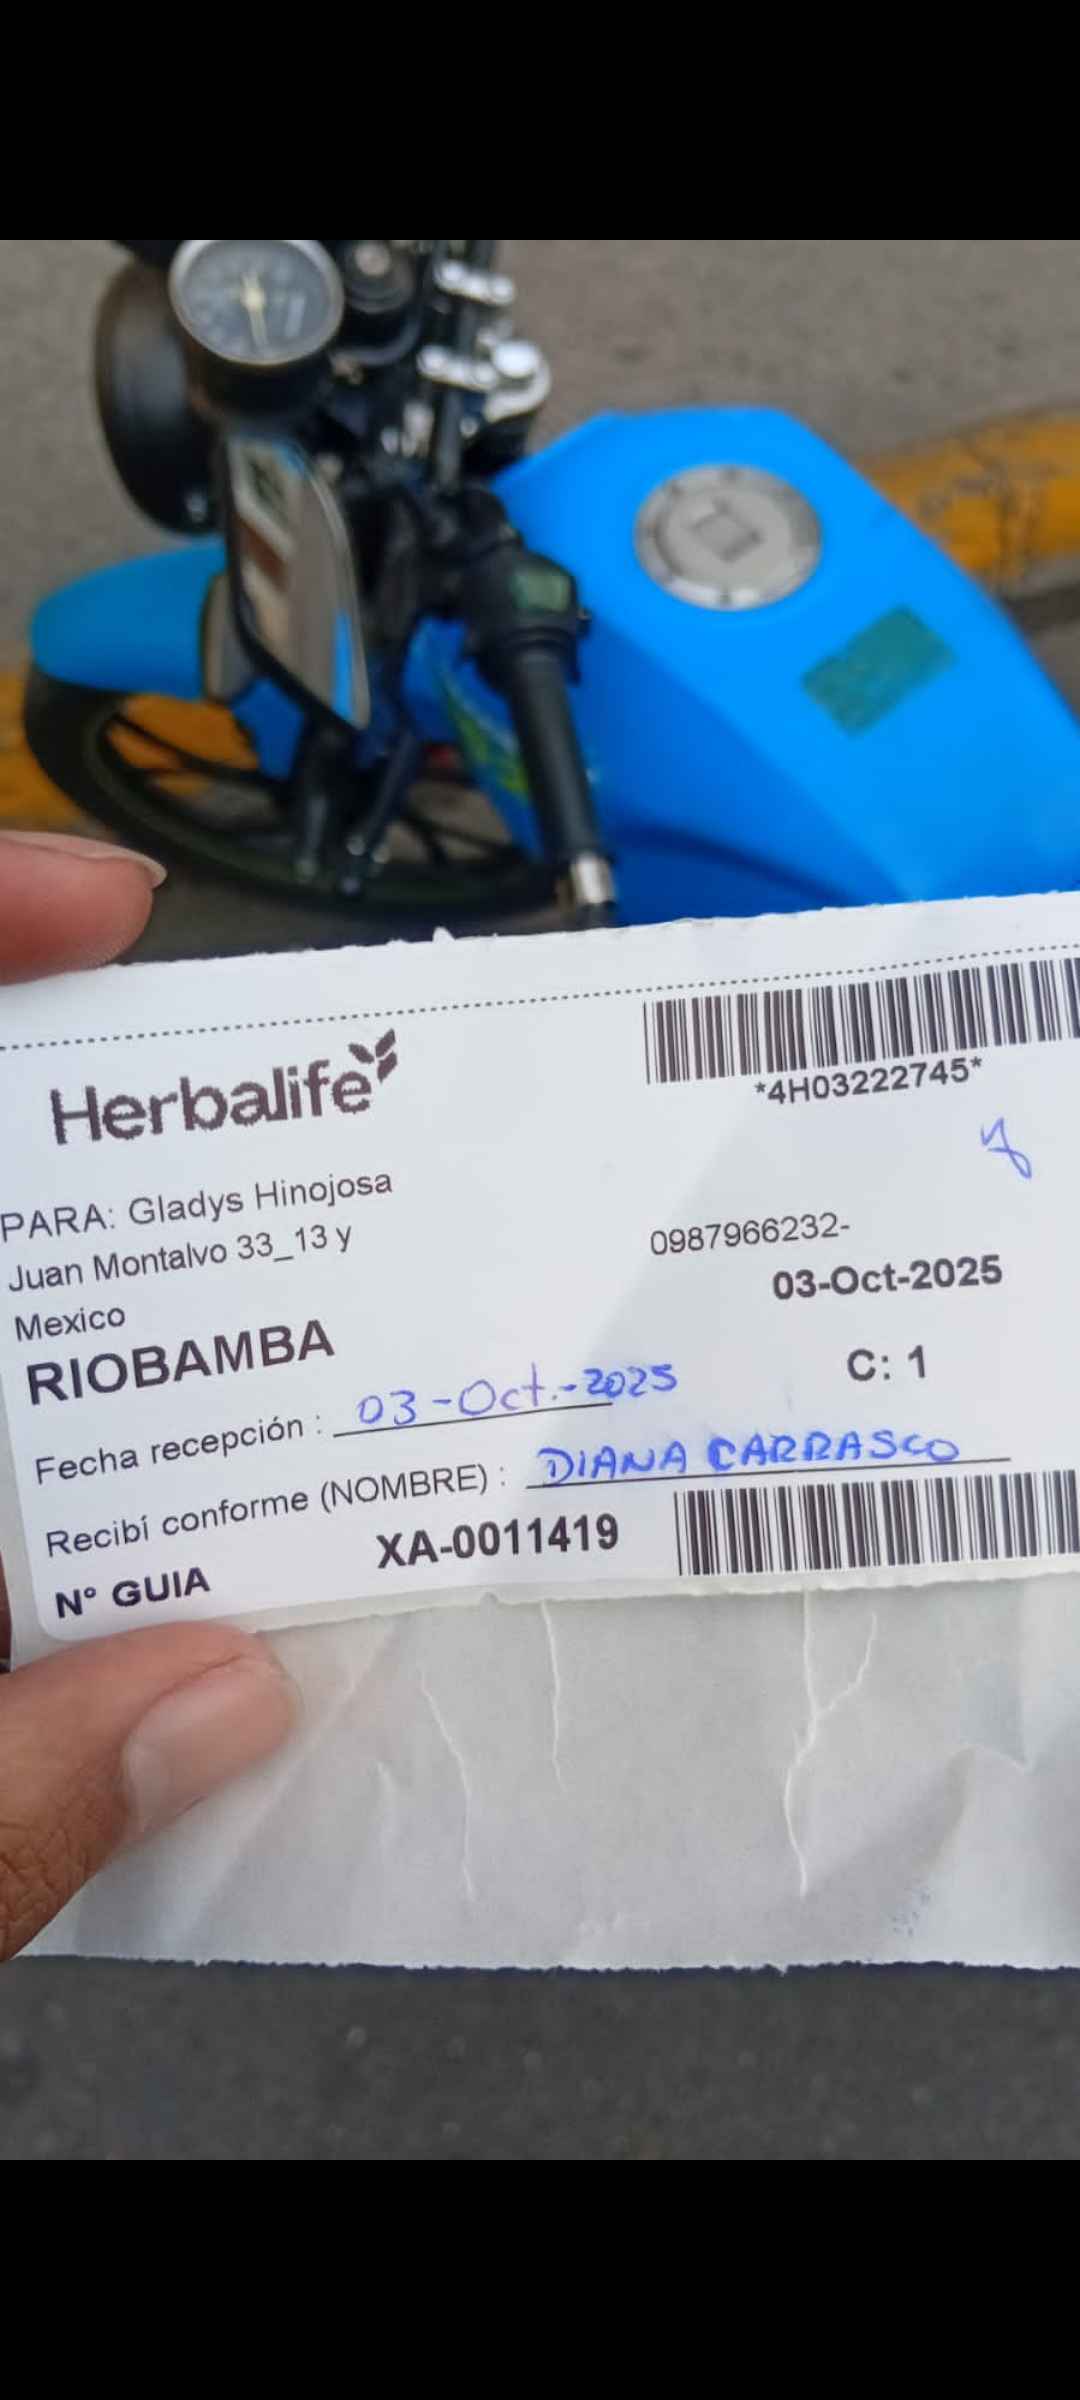 Herbalife
*4H03222745*
PARA: Gladys Hinojosa
Juan Montalvo 33_13 y
Mexico
0987966232-
03-Oct-2025
RIOBAMBA
C: 1
Fecha recepción : 03-Oct.-2025
Recibí conforme (NOMBRE) : DIANA CARRASCO
Nº GUIA XA-0011419